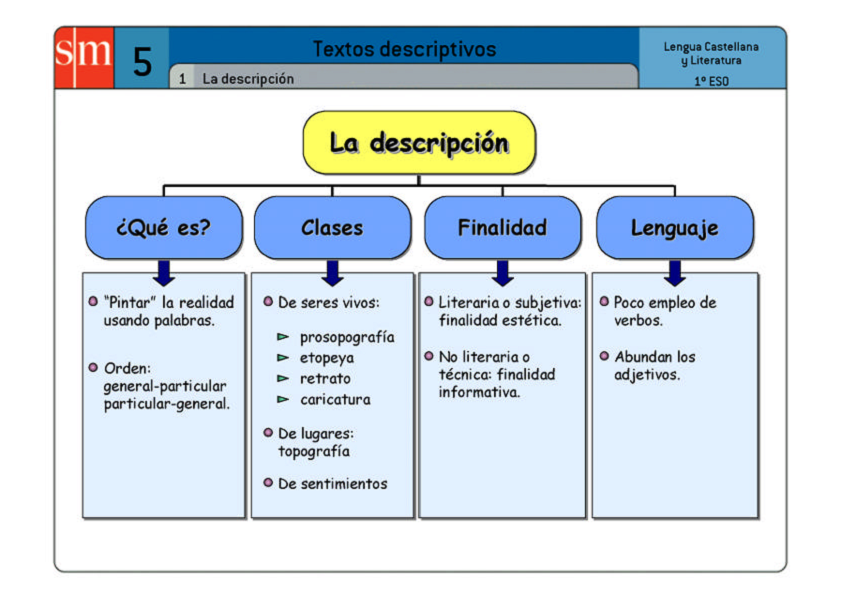 sm
5
Textos descriptivos
1 La descripción
Lengua Castellana
y Literatura
1º ESO
La descripción
¿Qué es?
"Pintar" la realidad
usando palabras.
Orden:
general-particular
particular-general.
Clases
De seres vivos:
prosopografía
etopeya
retrato
caricatura
De lugares:
topografía
De sentimientos
Finalidad
Literaria o subjetiva:
finalidad estética.
No literaria o
técnica: finalidad
informativa.
Lenguaje
Poco empleo de
verbos.
Abundan los
adjetivos.